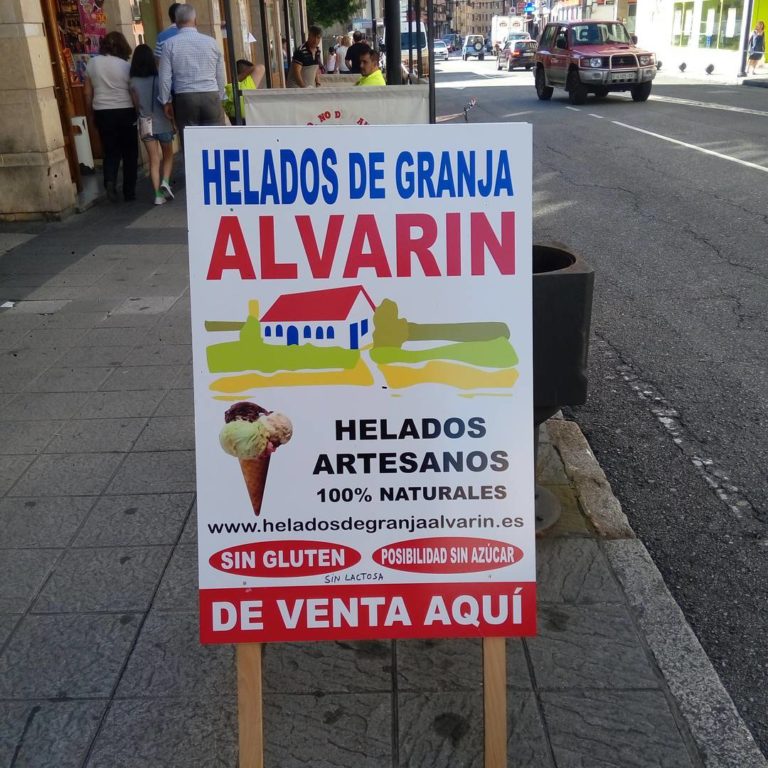 HELADOS DE GRANJA
ALVARIN
HELADOS
ARTESANOS
100% NATURALES
www.heladosdegranjaalvarin.es
SIN GLUTEN
POSIBILIDAD SIN AZÚCAR
SIN LACTOSA
DE VENTA AQUÍ